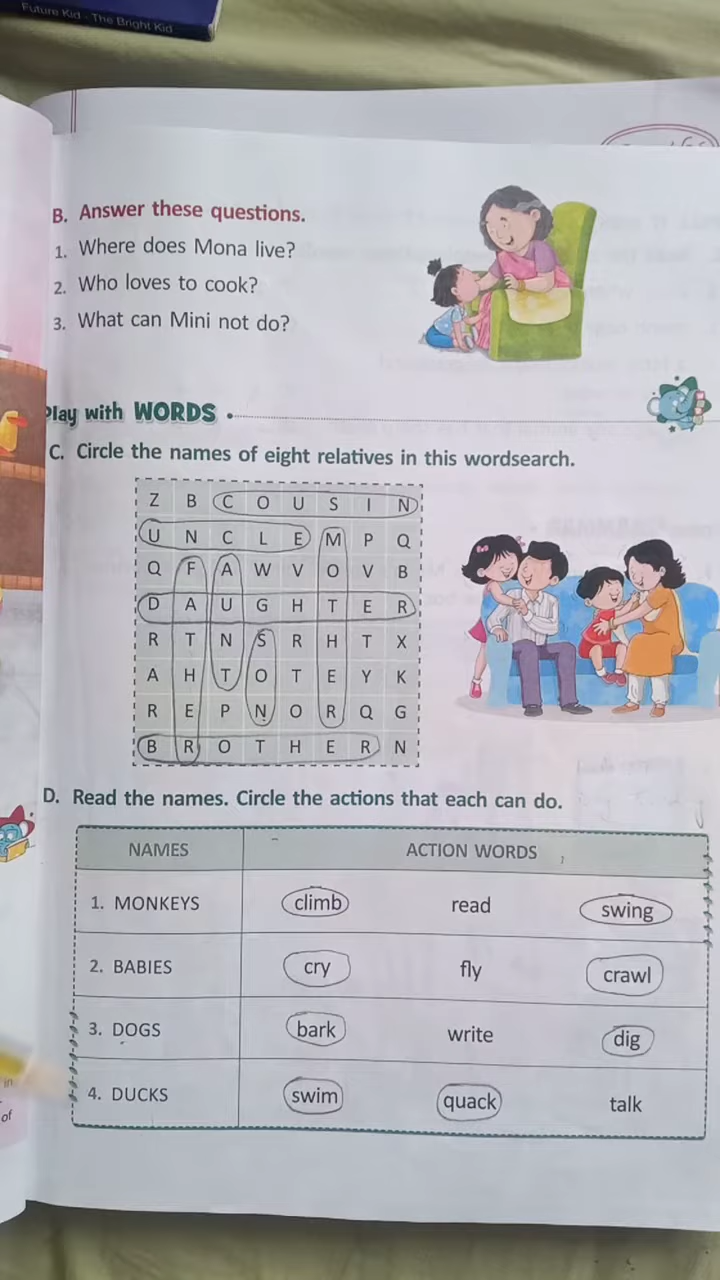 Future Kid - The Bright Kid
B. Answer these questions.
1. Where does Mona live?
2. Who loves to cook?
3. What can Mini not do?
Play with WORDS
C. Circle the names of eight relatives in this wordsearch.
Z B C O U S I N
U N C L E M P Q
Q F A W V O V B
D A U G H T E R
R T N S R H T X
A H T O T E Y K
R E P N O R Q G
B R O T H E R N
D. Read the names. Circle the actions that each can do.
NAMES ACTION WORDS
1. MONKEYS climb read swing
2. BABIES cry fly crawl
3. DOGS bark write dig
4. DUCKS swim quack talk
in
of